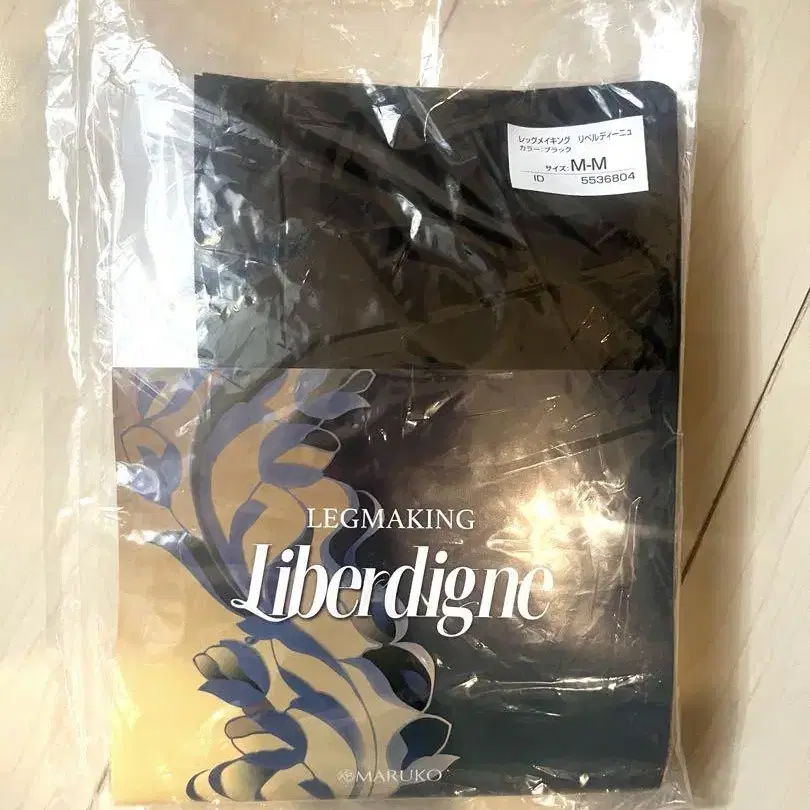 レッグメイキング リベルディーニュ
カラー:ブラック
サイズ: M-M
ID 5536804
LEGMAKING
Liberdigne
MARUKO